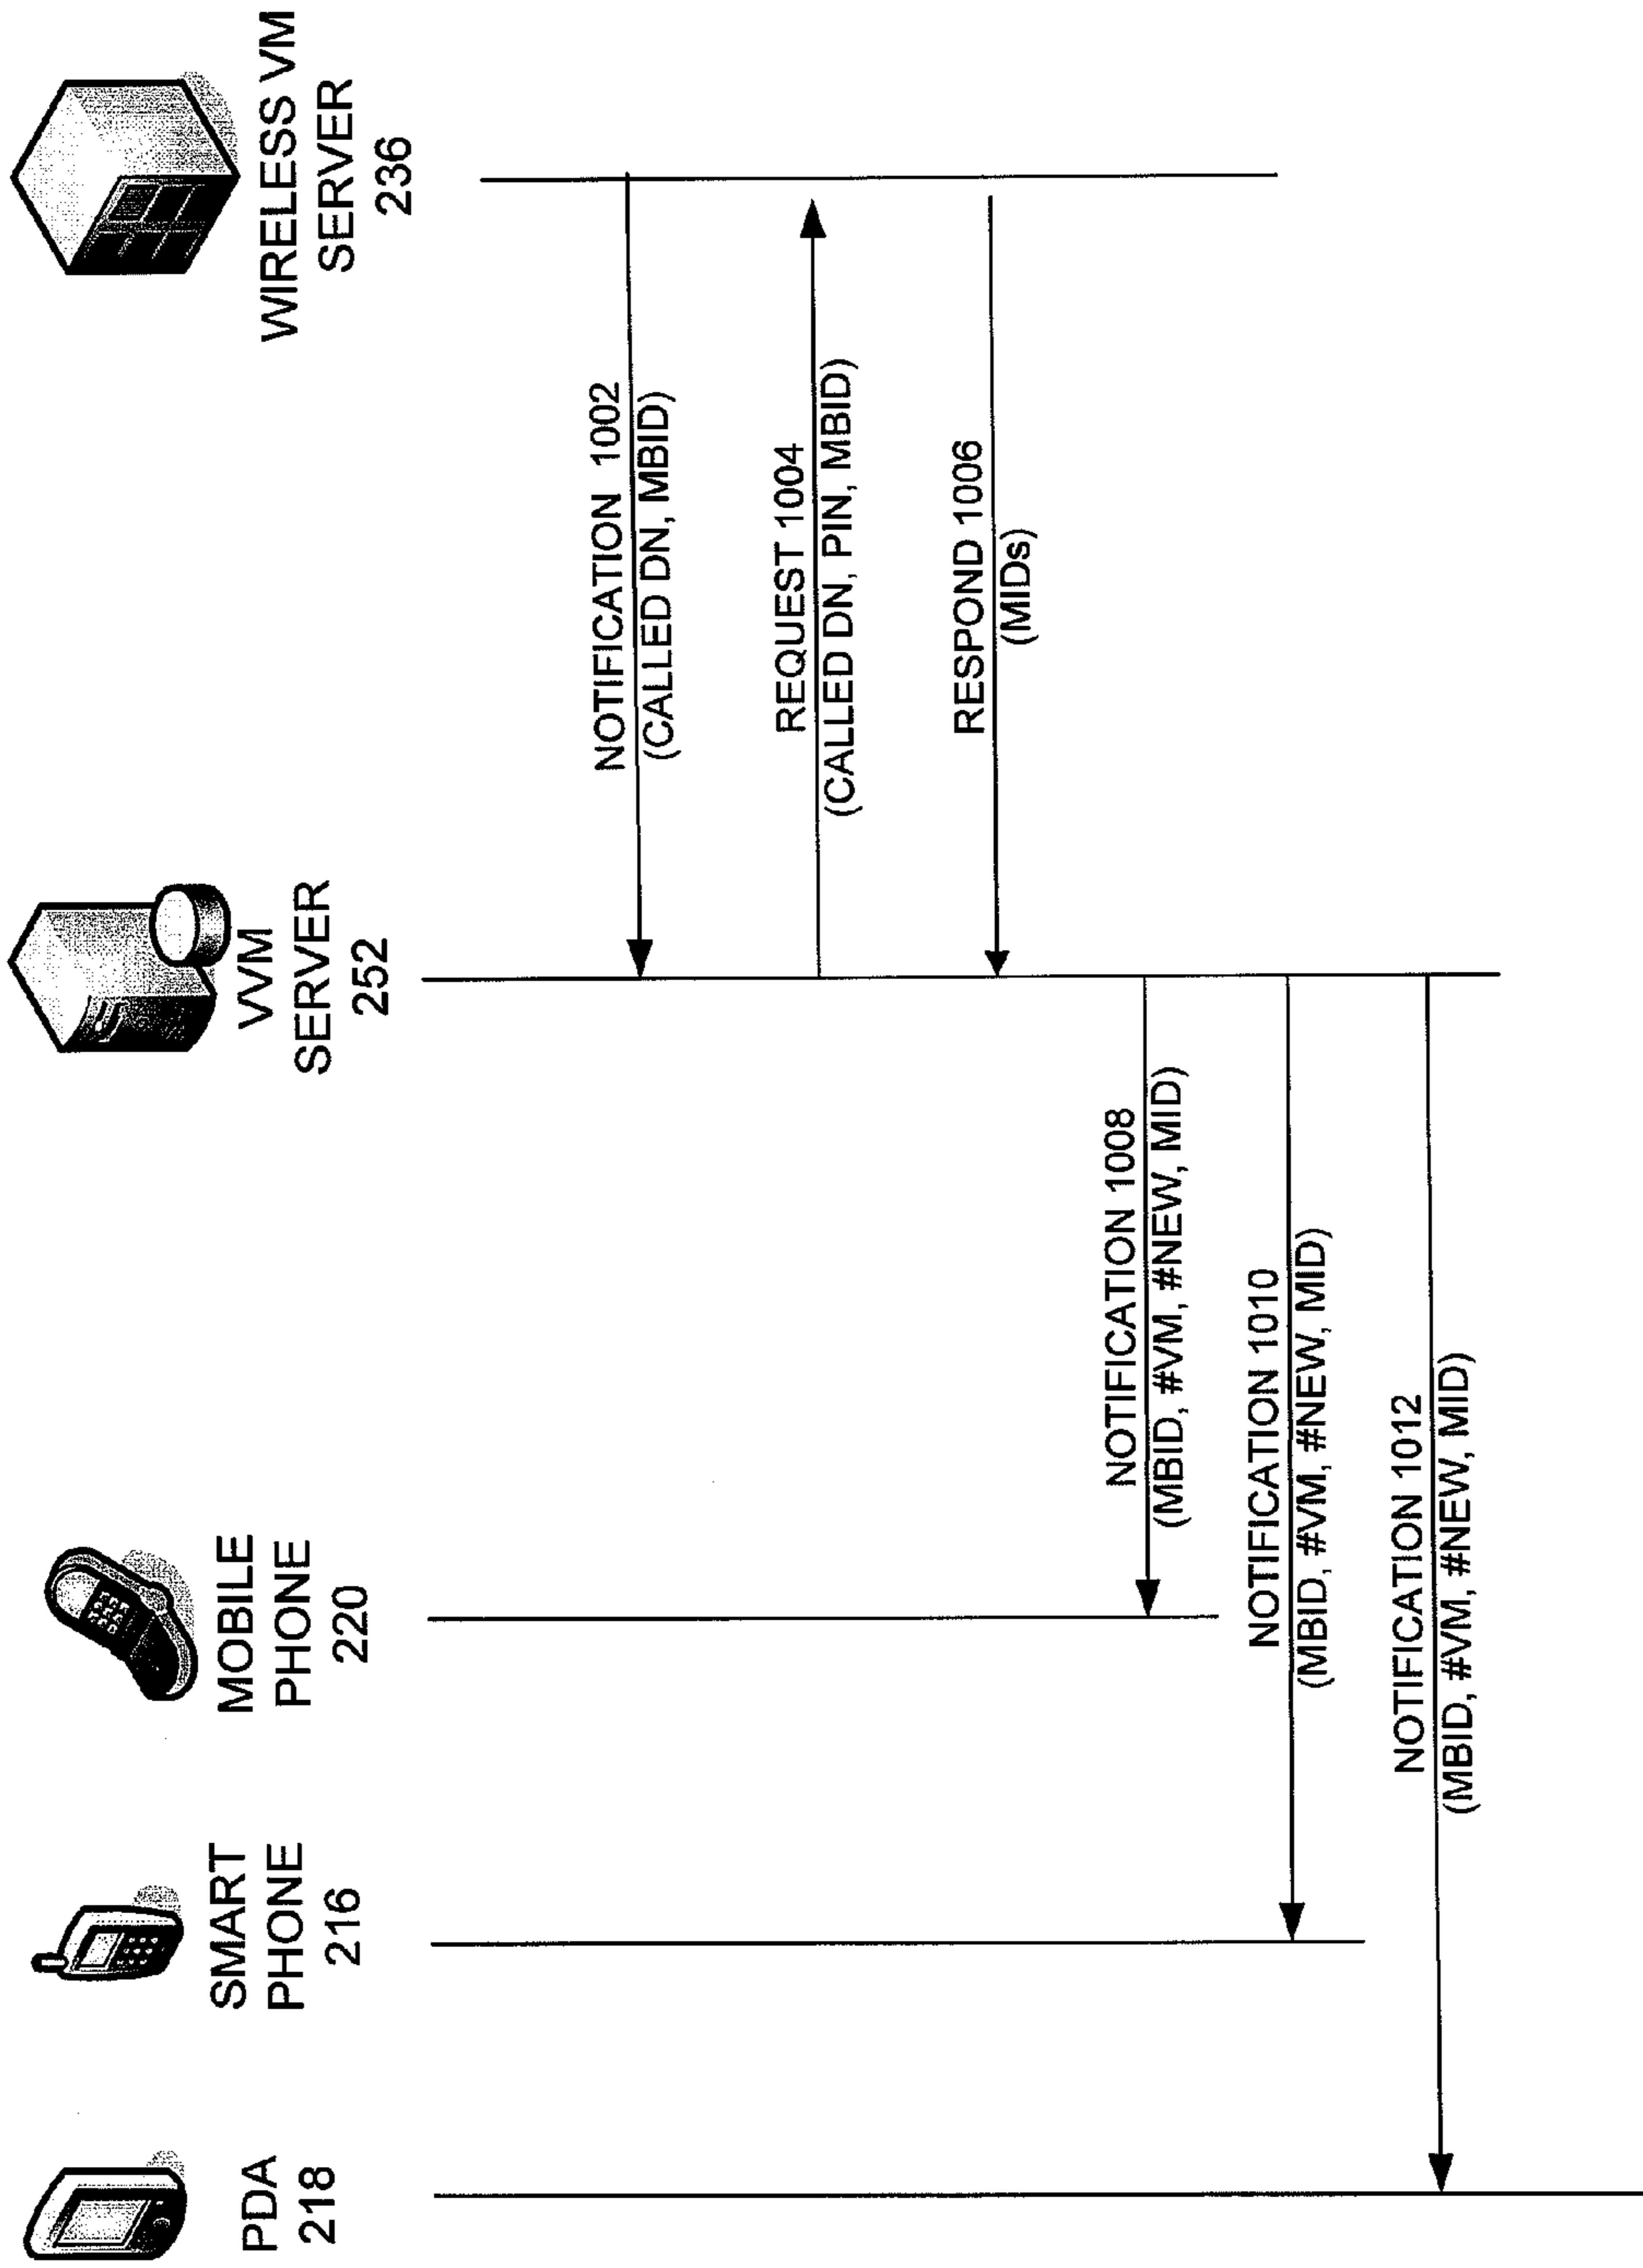 PDA
218
SMART
PHONE
216
MOBILE
PHONE
220
VVM
SERVER
252
WIRELESS VM
SERVER
236
NOTIFICATION 1002
(CALLED DN, MBID)
REQUEST 1004
(CALLED DN, PIN, MBID)
RESPOND 1006
(MIDs)
NOTIFICATION 1008
(MBID, #VM, #NEW, MID)
NOTIFICATION 1010
(MBID, #VM, #NEW, MID)
NOTIFICATION 1012
(MBID, #VM, #NEW, MID)